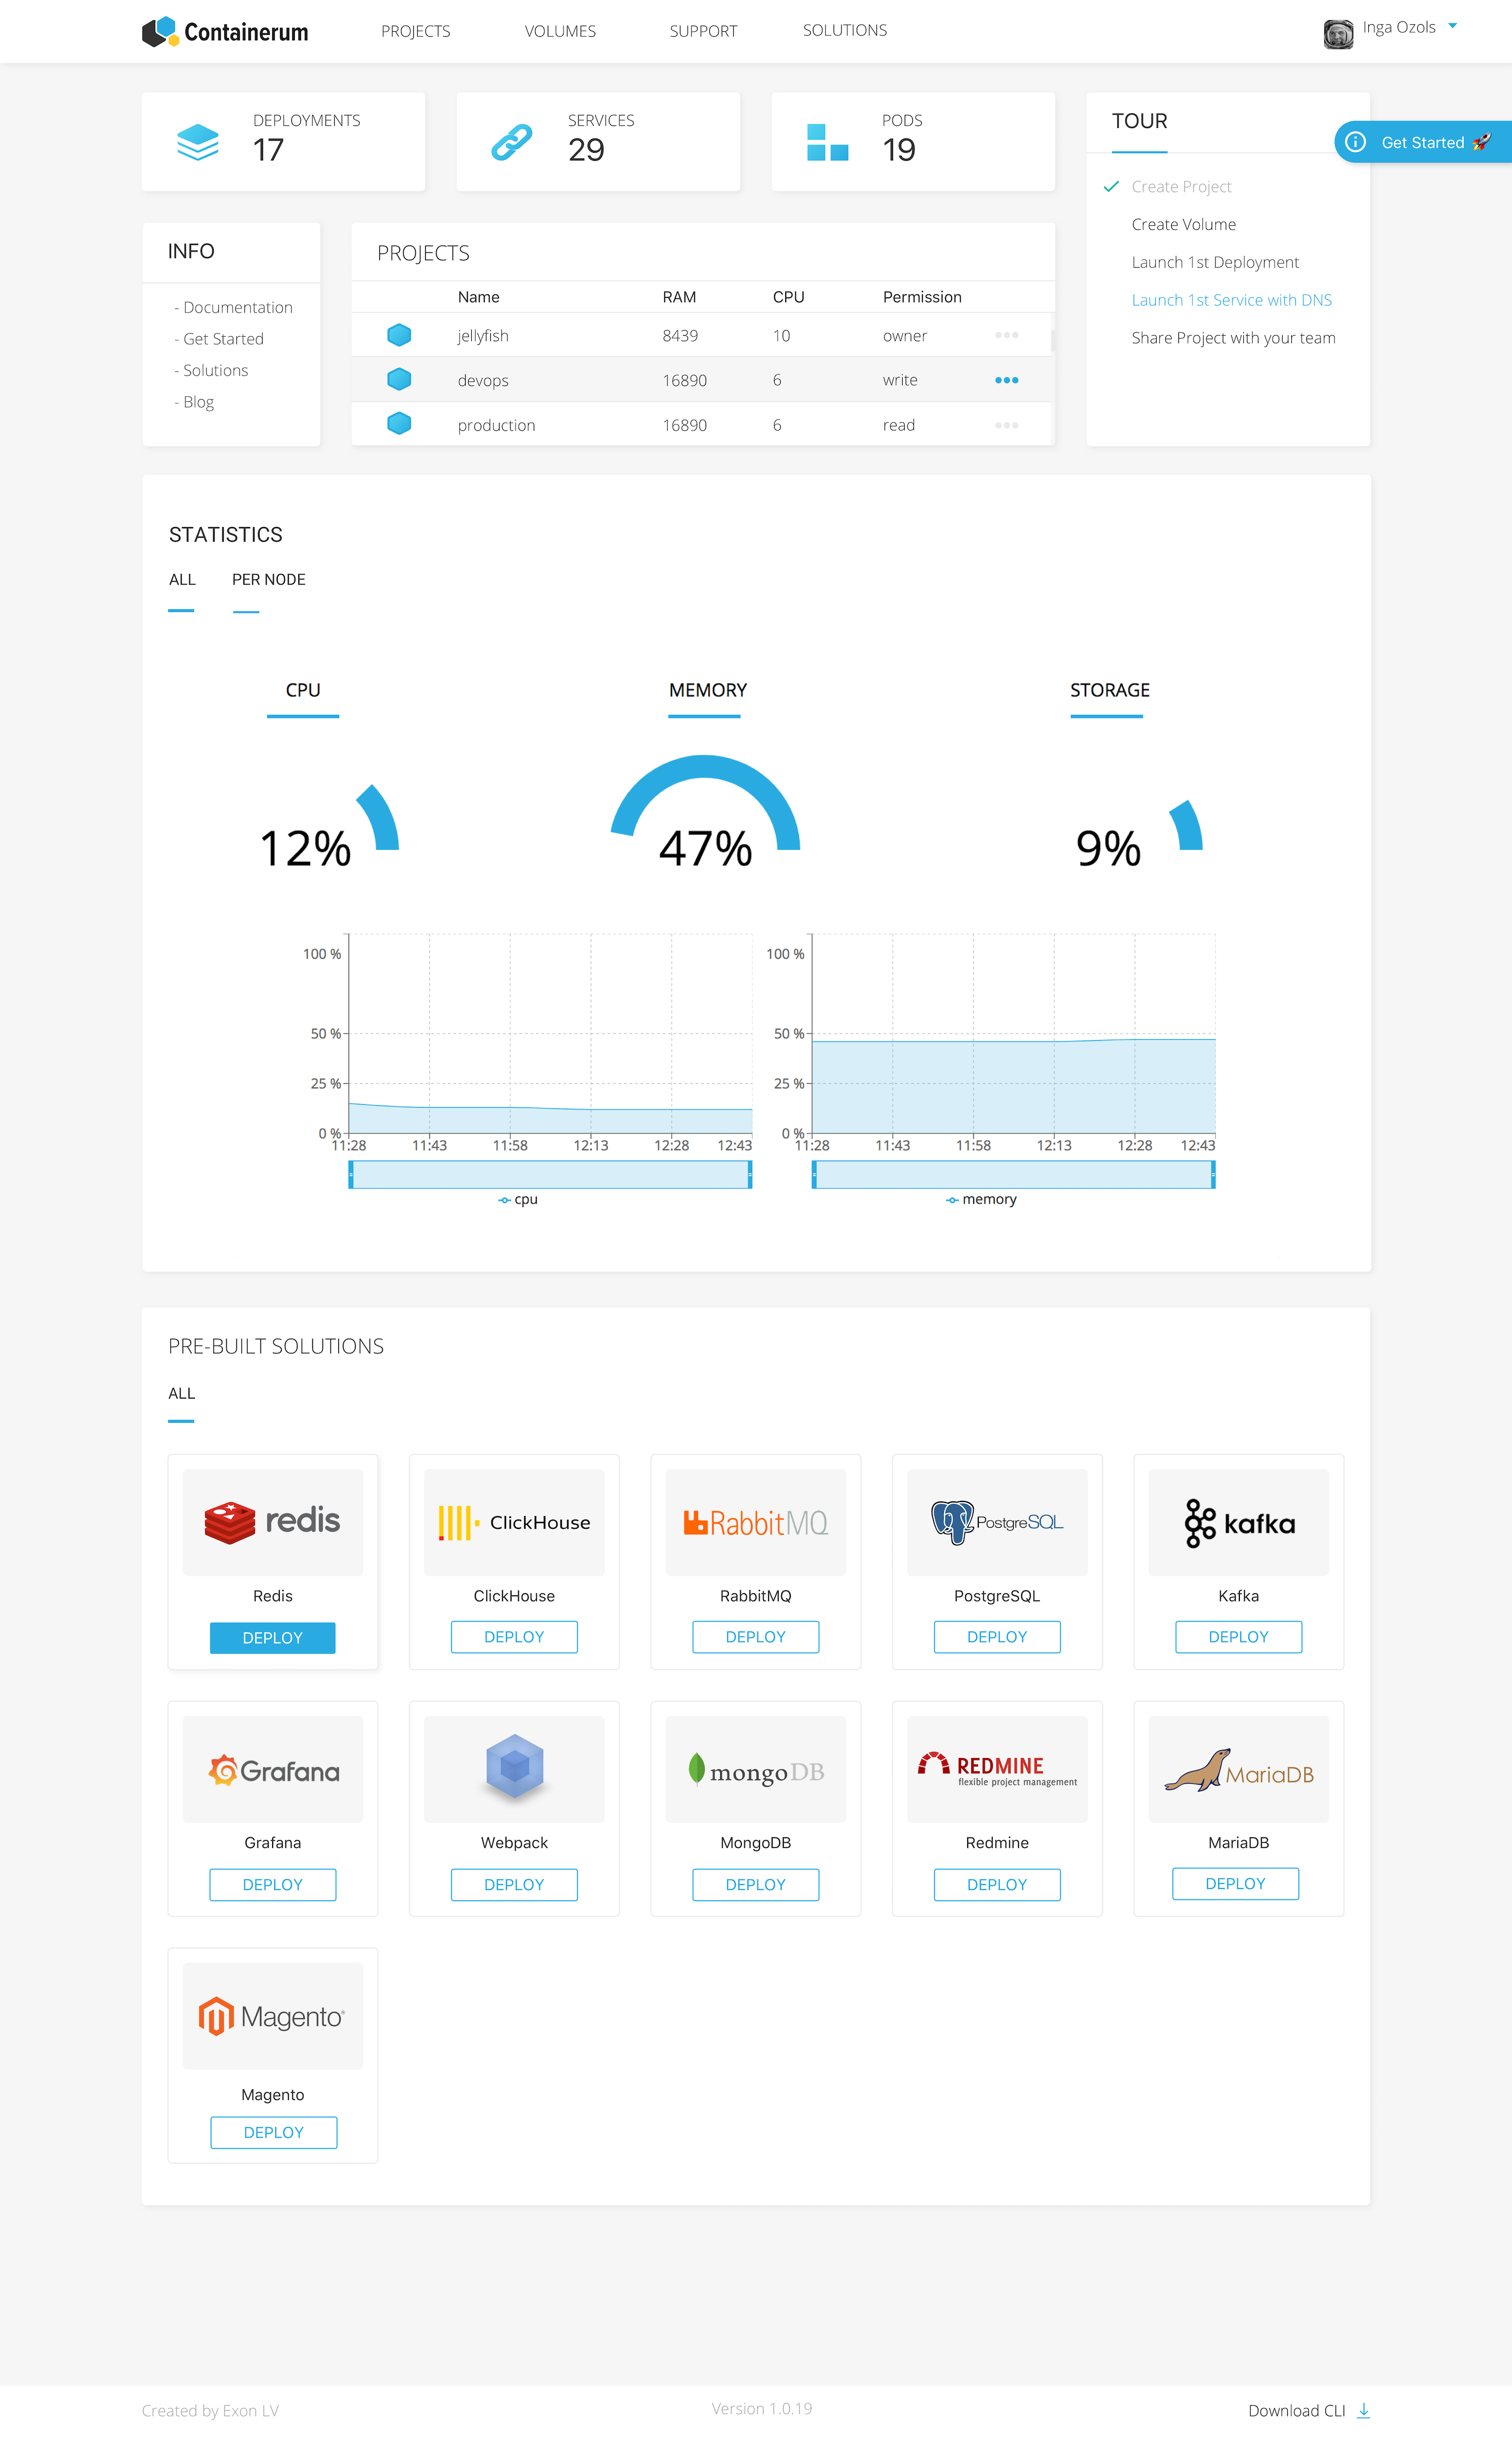 Containerum
PROJECTS
VOLUMES
SUPPORT
SOLUTIONS
Inga Ozols
DEPLOYMENTS
17
SERVICES
29
PODS
19
TOUR
Get Started
Create Project
Create Volume
Launch 1st Deployment
Launch 1st Service with DNS
Share Project with your team
INFO
- Documentation
- Get Started
- Solutions
- Blog
PROJECTS
Name RAM CPU Permission
jellyfish 8439 10 owner
devops 16890 6 write
production 16890 6 read
STATISTICS
ALL PER NODE
CPU
12%
MEMORY
47%
STORAGE
9%
100 %
50 %
25 %
0 %
11:28 11:43 11:58 12:13 12:28 12:43
cpu
100 %
50 %
25 %
0 %
11:28 11:43 11:58 12:13 12:28 12:43
memory
PRE-BUILT SOLUTIONS
ALL
redis
Redis
DEPLOY
ClickHouse
ClickHouse
DEPLOY
RabbitMQ
RabbitMQ
DEPLOY
PostgreSQL
PostgreSQL
DEPLOY
kafka
Kafka
DEPLOY
Grafana
Grafana
DEPLOY
Webpack
DEPLOY
mongoDB
MongoDB
DEPLOY
REDMINE
flexible project management
Redmine
DEPLOY
MariaDB
MariaDB
DEPLOY
Magento®
Magento
DEPLOY
Created by Exon LV
Version 1.0.19
Download CLI